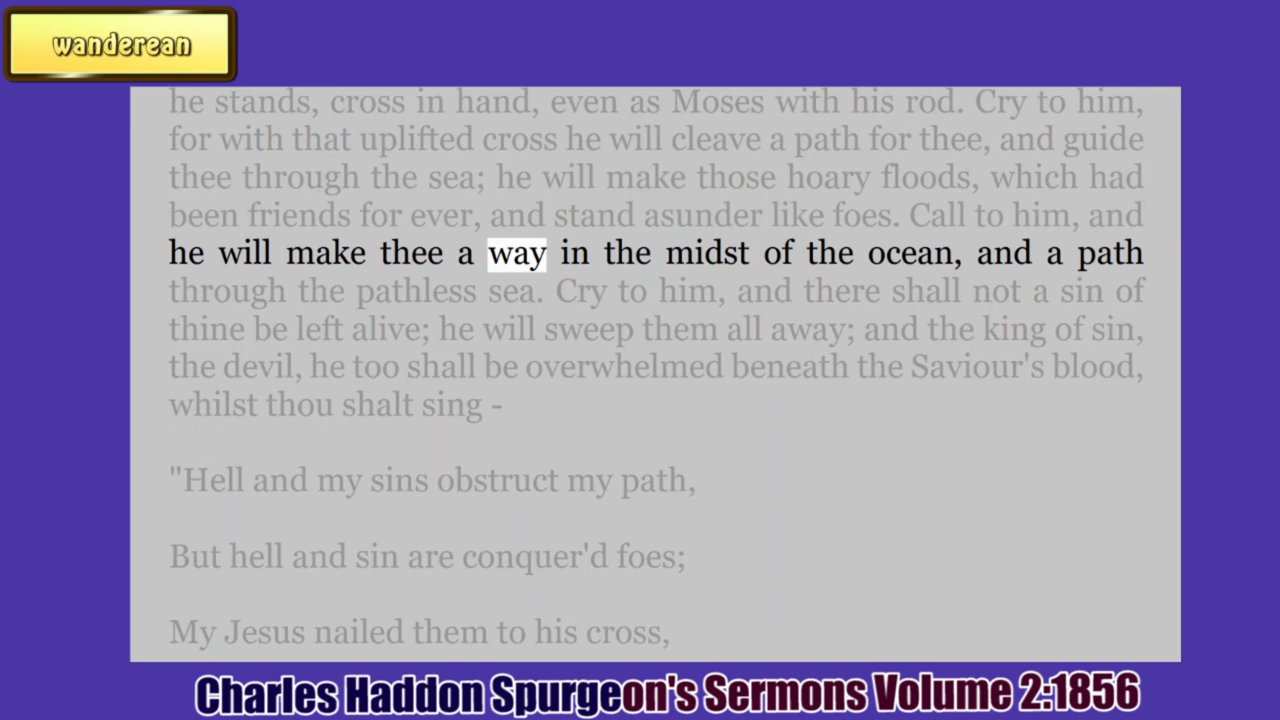 wanderean
he stands, cross in hand, even as Moses with his rod. Cry to him,
for with that uplifted cross he will cleave a path for thee, and guide
thee through the sea; he will make those hoary floods, which had
been friends for ever, and stand asunder like foes. Call to him, and
he will make thee a way in the midst of the ocean, and a path
through the pathless sea. Cry to him, and there shall not a sin of
thine be left alive; he will sweep them all away; and the king of sin,
the devil, he too shall be overwhelmed beneath the Saviour's blood,
whilst thou shalt sing -
"Hell and my sins obstruct my path,
But hell and sin are conquer'd foes;
My Jesus nailed them to his cross,
Charles Haddon Spurgeon's Sermons Volume 2:1856